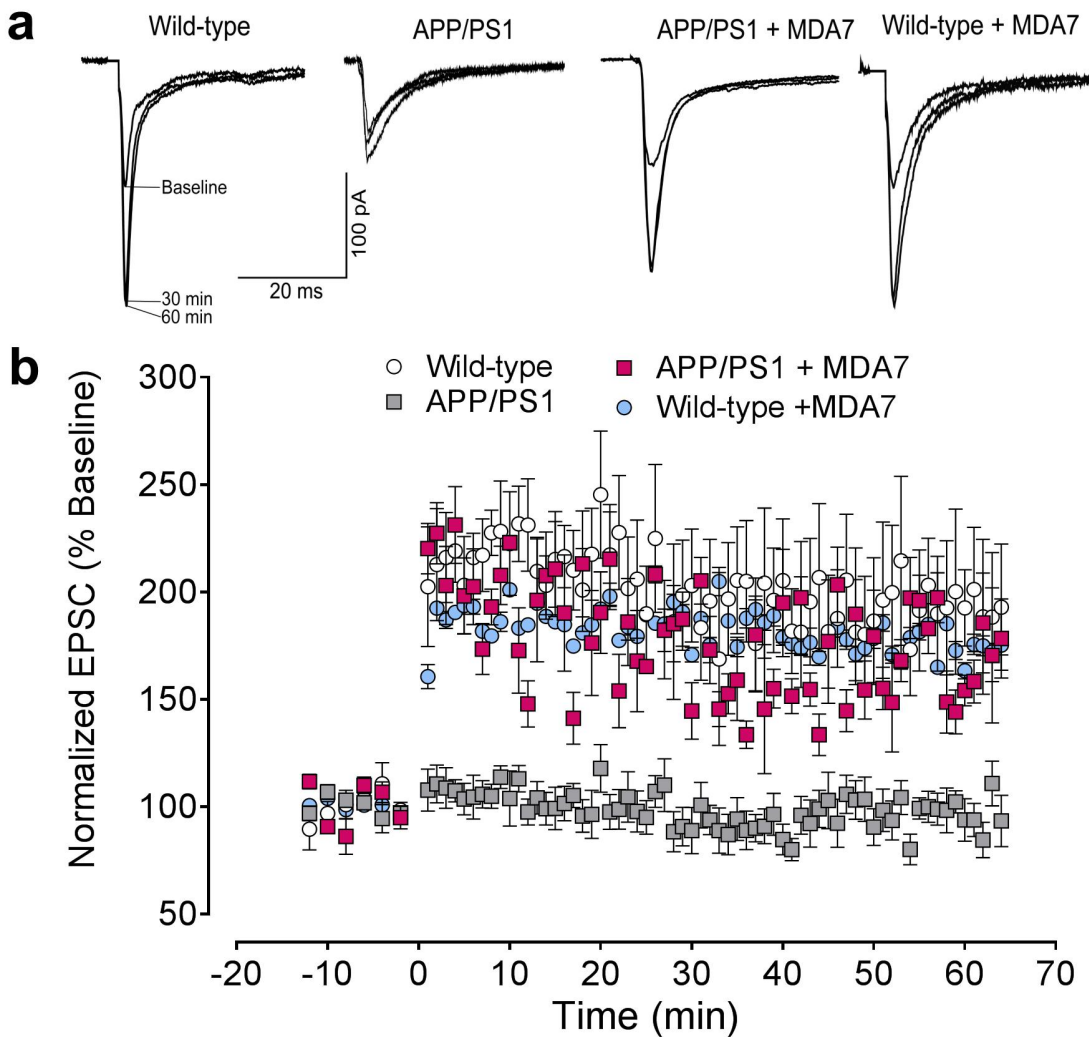 a
Wild-type
APP/PS1
APP/PS1 + MDA7
Wild-type + MDA7
Baseline
30 min
60 min
100 pA
20 ms
b
Wild-type
APP/PS1
APP/PS1 + MDA7
Wild-type +MDA7
Normalized EPSC (% Baseline)
300
250
200
150
100
50
-20 -10 0 10 20 30 40 50 60 70
Time (min)